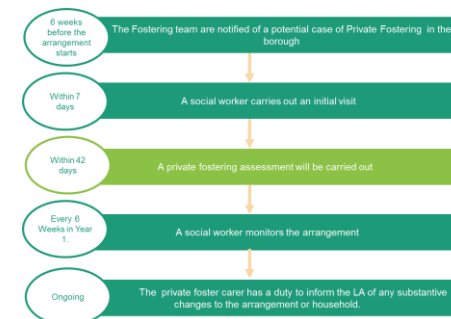 6 weeks
before the
arrangement
starts
The Fostering team are notified of a potential case of Private Fostering in the
borough
Within 7
days
A social worker carries out an initial visit
Within 42
days
A private fostering assessment will be carried out
Every 6
Weeks in Year
1.
A social worker monitors the arrangement
Ongoing
The private foster carer has a duty to inform the LA of any substantive
changes to the arrangement or household.